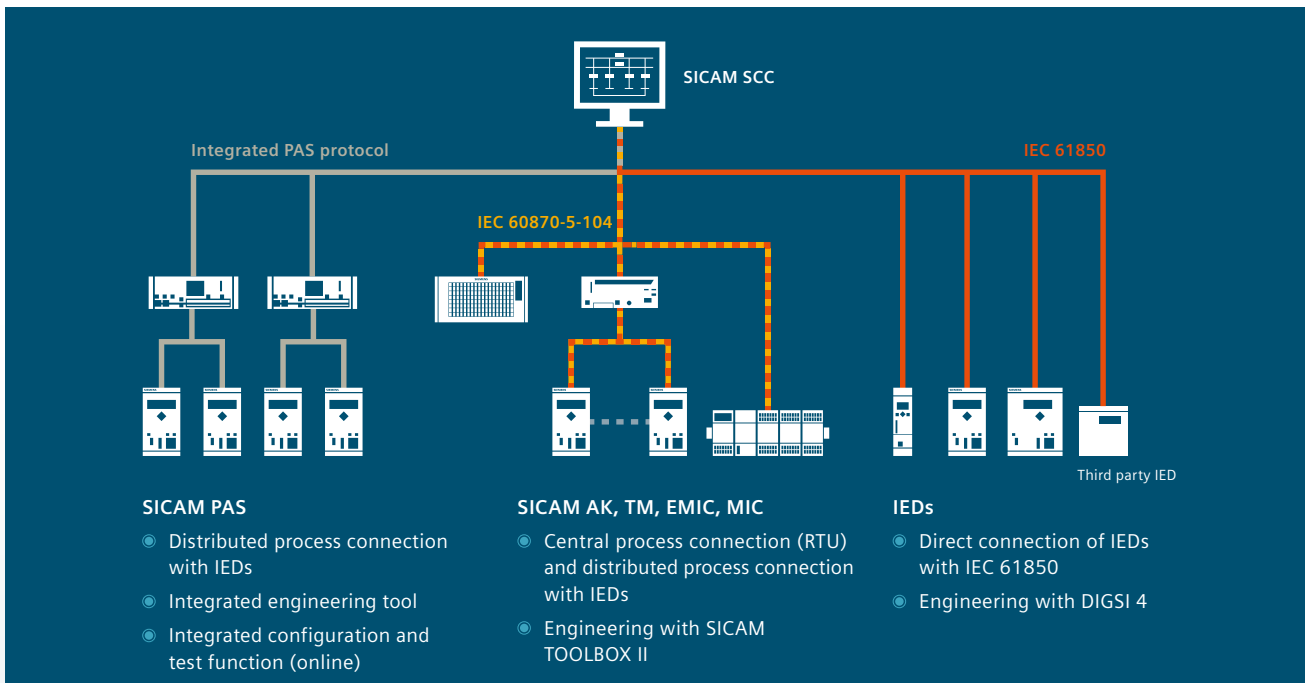 SICAM SCC
Integrated PAS protocol
IEC 61850
IEC 60870-5-104
Third party IED
SICAM PAS
Distributed process connection
with IEDs
Integrated engineering tool
Integrated configuration and
test function (online)
SICAM AK, TM, EMIC, MIC
Central process connection (RTU)
and distributed process connection
with IEDs
Engineering with SICAM
TOOLBOX II
IEDs
Direct connection of IEDs
with IEC 61850
Engineering with DIGSI 4